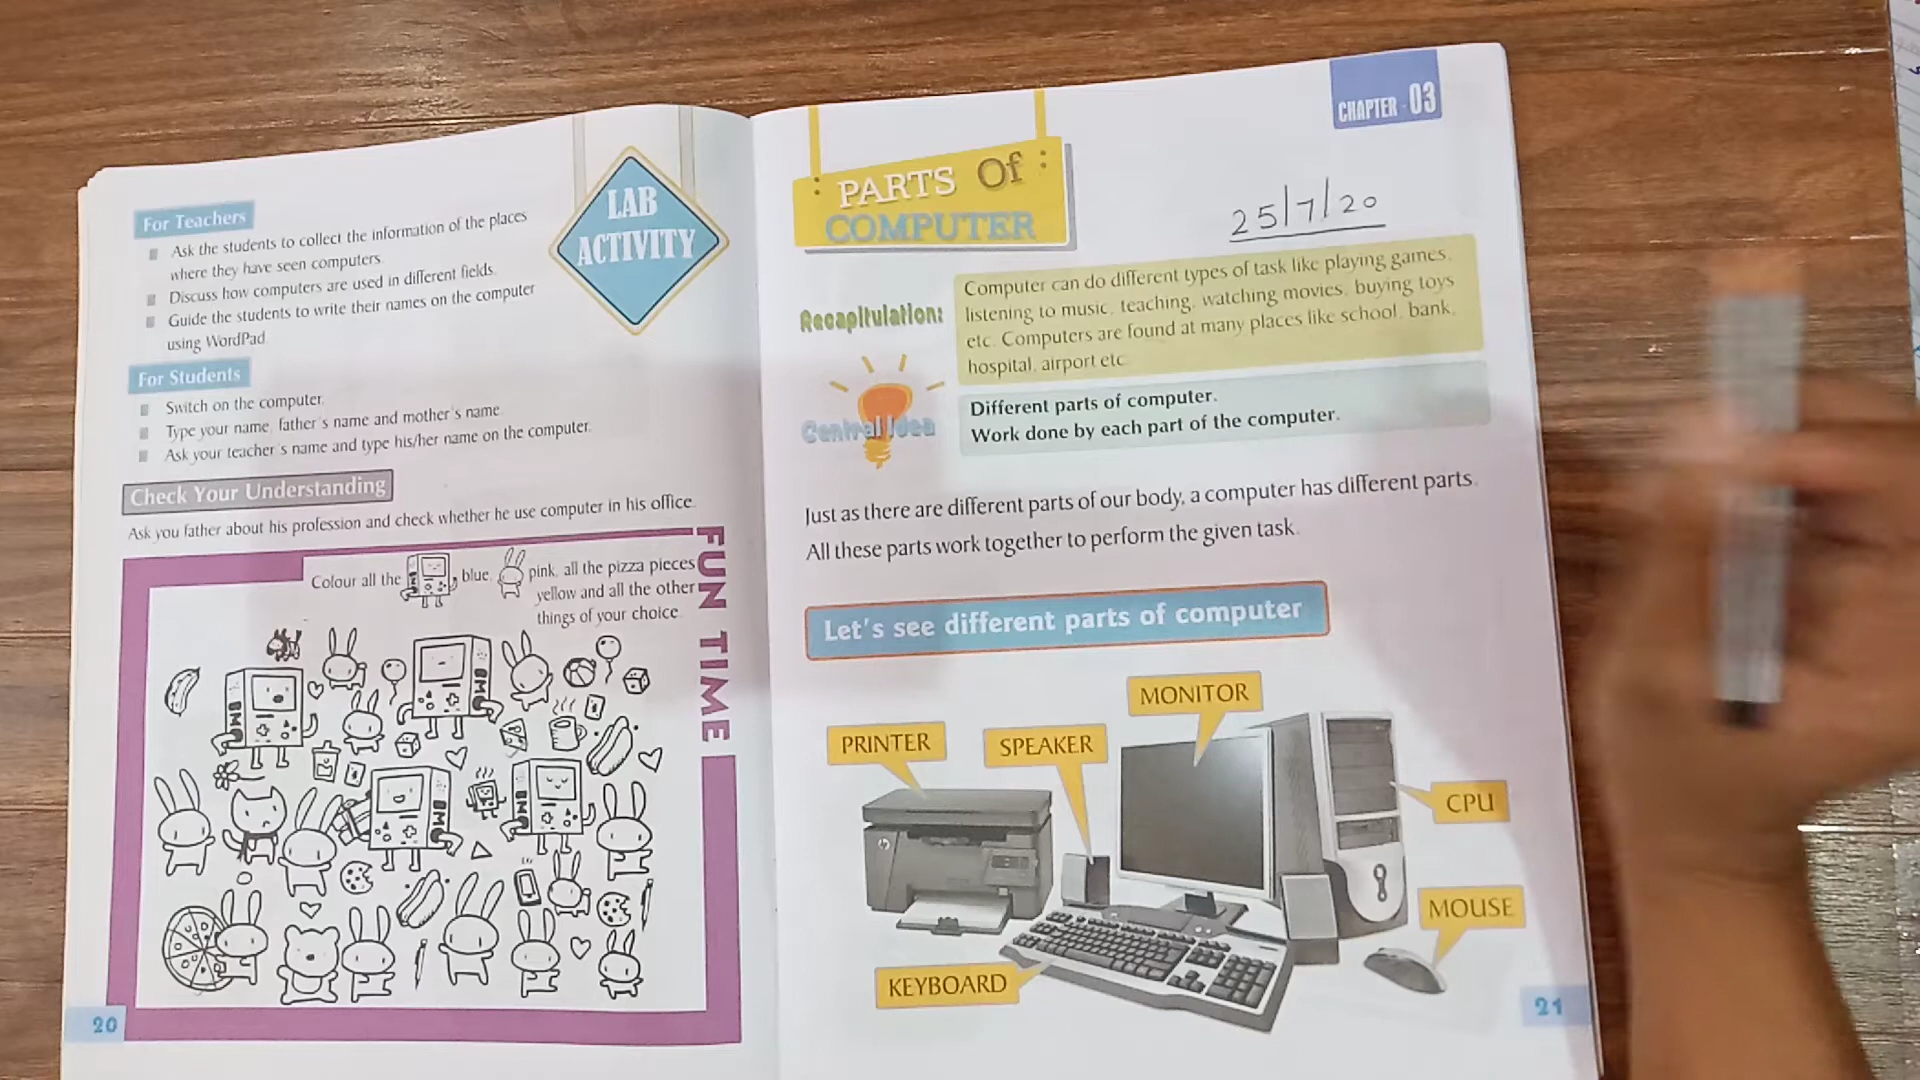 For Teachers
Ask the students to collect the information of the places
where they have seen computers.
Discuss how computers are used in different fields.
Guide the students to write their names on the computer
using WordPad.
LAB
ACTIVITY
For Students
Switch on the computer.
Type your name, father's name and mother's name.
Ask your teacher's name and type his/her name on the computer.
Check Your Understanding
Ask you father about his profession and check whether he use computer in his office.
FUN TIME
Colour all the , blue, pink, all the pizza pieces
yellow and all the other
things of your choice
BMO
BMO
BMO
BMO
20
CHAPTER - 03
PARTS Of
COMPUTER
25/7/20
Recapitulation:
Computer can do different types of task like playing games,
listening to music, teaching, watching movies, buying toys
etc. Computers are found at many places like school, bank,
hospital, airport etc.
Central Idea
Different parts of computer.
Work done by each part of the computer.
Just as there are different parts of our body, a computer has different parts.
All these parts work together to perform the given task.
Let's see different parts of computer
MONITOR
PRINTER
SPEAKER
CPU
MOUSE
KEYBOARD
hp
21